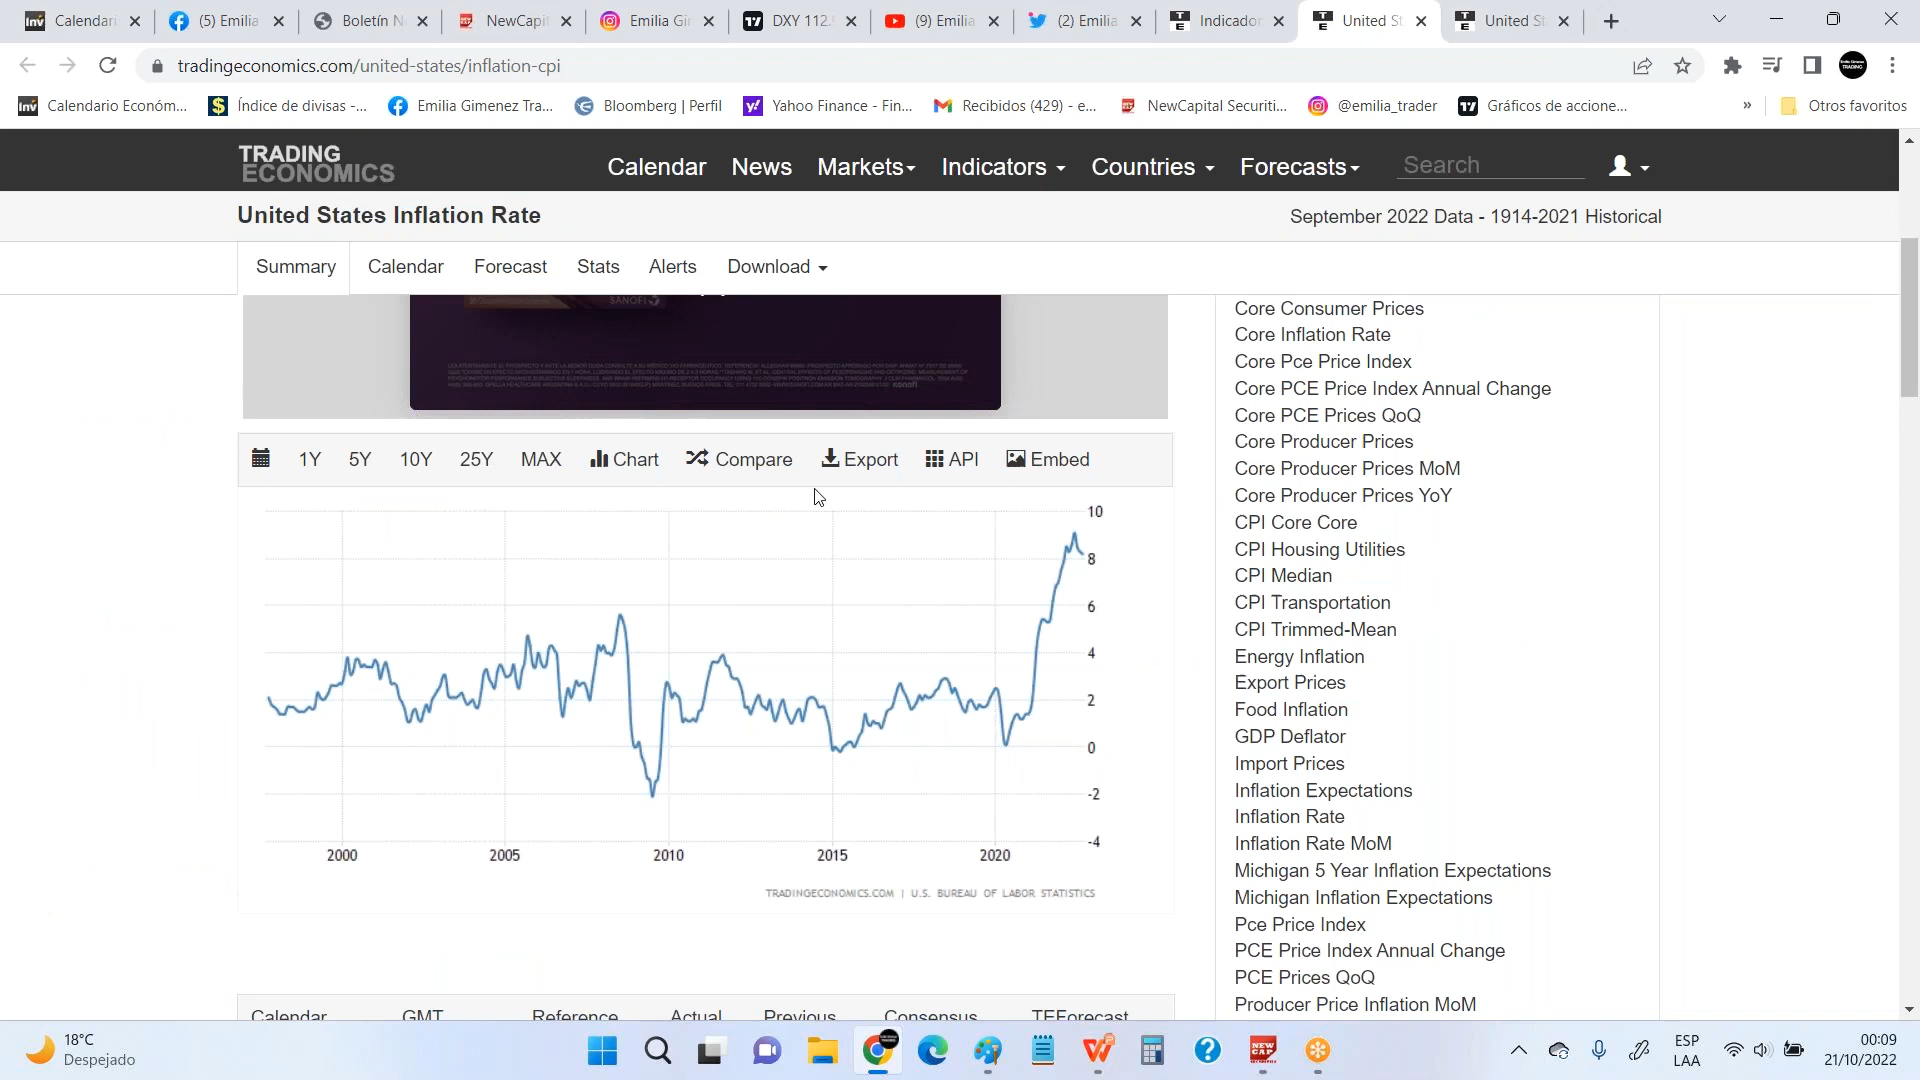 Calendari
(5) Emilia
Boletín N
NewCapit
Emilia Gi
DXY 112.
(9) Emilia
(2) Emilia
Indicador
United St
United St
tradingeconomics.com/united-states/inflation-cpi
Calendario Económ...
Índice de divisas -...
Emilia Gimenez Tra...
Bloomberg | Perfil
Yahoo Finance - Fin...
Recibidos (429) - e...
NewCapital Securiti...
@emilia_trader
Gráficos de accione...
»
Otros favoritos
TRADING
ECONOMICS
Calendar
News
Markets
Indicators
Countries
Forecasts
Search
United States Inflation Rate
September 2022 Data - 1914-2021 Historical
Summary
Calendar
Forecast
Stats
Alerts
Download
SANOFI
Core Consumer Prices
Core Inflation Rate
Core Pce Price Index
Core PCE Price Index Annual Change
Core PCE Prices QoQ
Core Producer Prices
Core Producer Prices MoM
Core Producer Prices YoY
CPI Core Core
CPI Housing Utilities
CPI Median
CPI Transportation
CPI Trimmed-Mean
Energy Inflation
Export Prices
Food Inflation
GDP Deflator
Import Prices
Inflation Expectations
Inflation Rate
Inflation Rate MoM
Michigan 5 Year Inflation Expectations
Michigan Inflation Expectations
Pce Price Index
PCE Price Index Annual Change
PCE Prices QoQ
Producer Price Inflation MoM
1Y
5Y
10Y
25Y
MAX
Chart
Compare
Export
API
Embed
10
8
6
4
2
0
-2
-4
2000
2005
2010
2015
2020
TRADINGECONOMICS.COM | U.S. BUREAU OF LABOR STATISTICS
Calendar
GMT
Reference
Actual
Previous
Consensus
TEForecast
18°C
Despejado
NEW
CAP
ESP
LAA
00:09
21/10/2022